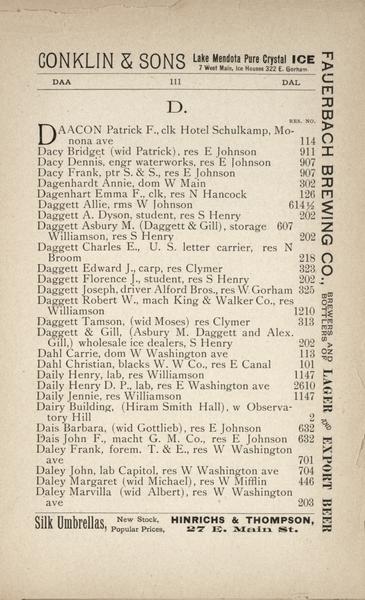 CONKLIN & SONS Lake Mendota Pure Crystal ICE
7 West Main, Ice Houses 322 E. Gorham.
DAA 111 DAL
D.
RES. NO.
DAACON Patrick F., clk Hotel Schulkamp, Mo-
nona ave 114
Dacy Bridget (wid Patrick), res E Johnson 911
Dacy Dennis, engr waterworks, res E Johnson 907
Dacy Frank, ptr S. & S., res E Johnson 907
Dagenhardt Annie, dom W Main 302
Dagenhart Emma F., clk, res N Hancock 126
Daggett Allie, rms W Johnson 614½
Daggett A. Dyson, student, res S Henry 202
Daggett Asbury M. (Daggett & Gill), storage 607
Williamson, res S Henry 202
Daggett Charles E., U. S. letter carrier, res N
Broom 218
Daggett Edward J., carp, res Clymer 323
Daggett Florence J., student, res S Henry 202
Daggett Joseph, driver Alford Bros., res W. Gorham 325
Daggett Robert W., mach King & Walker Co., res
Williamson 1210
Daggett Tamson, (wid Moses) res Clymer 313
Daggett & Gill, (Asbury M. Daggett and Alex.
Gill,) wholesale ice dealers, S Henry 202
Dahl Carrie, dom W Washington ave 113
Dahl Christian, blacks W. W. Co., res E Canal 101
Daily Henry, lab, res Williamson 1147
Daily Henry D. P., lab, res E Washington ave 2610
Daily Jennie, res Williamson 1147
Dairy Building, (Hiram Smith Hall), w Observa-
tory Hill 2
Dais Barbara, (wid Gottlieb), res E Johnson 632
Dais John F., macht G. M. Co., res E Johnson 632
Daley Frank, forem. T. & E., res W Washington
ave 701
Daley John, lab Capitol, res W Washington ave 704
Daley Margaret (wid Michael), res W Mifflin 446
Daley Marvilla (wid Albert), res W Washington
ave 203
Silk Umbrellas, New Stock, Popular Prices, HINRICHS & THOMPSON,
27 E. Main St.
FAUERBACH BREWING CO. BREWERS AND BOTTLERS OF LAGER AND EXPORT BEER